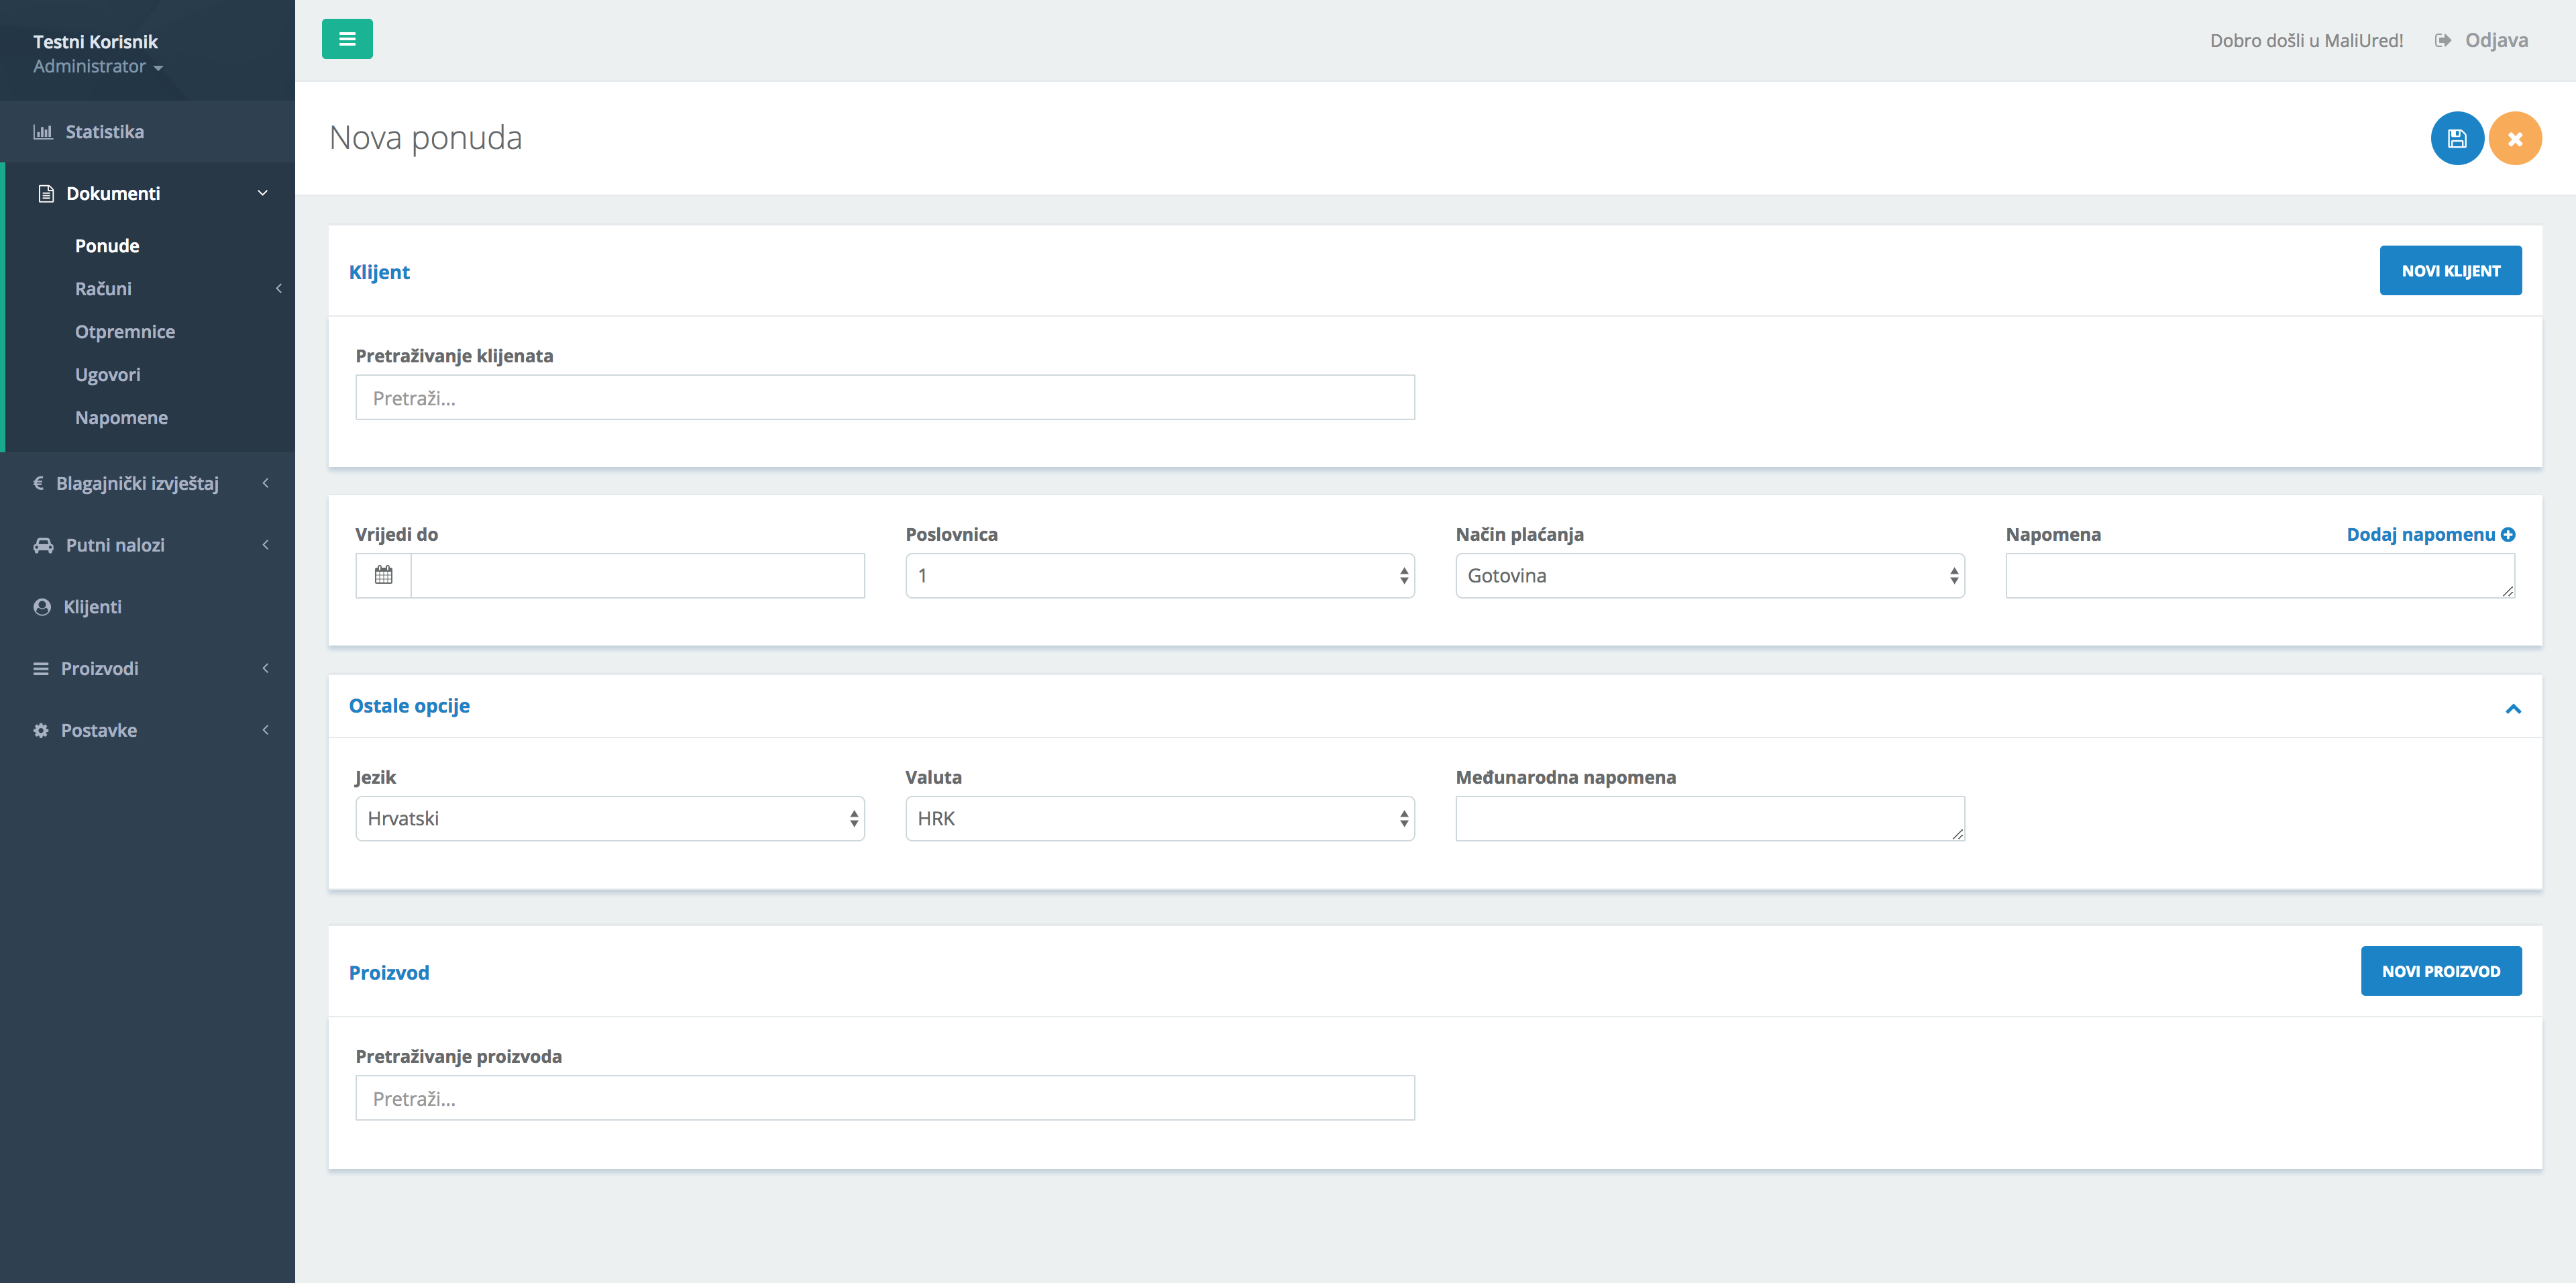 Testni Korisnik
Administrator
Statistika
Dokumenti
Ponude
Računi
Otpremnice
Ugovori
Napomene
€ Blagajnički izvještaj
Putni nalozi
Klijenti
Proizvodi
Postavke
Dobro došli u MaliUred! Odjava
Nova ponuda
Klijent
NOVI KLIJENT
Pretraživanje klijenata
Pretraži...
Vrijedi do
Poslovnica
1
Način plaćanja
Gotovina
Napomena
Dodaj napomenu
Ostale opcije
Jezik
Hrvatski
Valuta
HRK
Međunarodna napomena
Proizvod
NOVI PROIZVOD
Pretraživanje proizvoda
Pretraži...